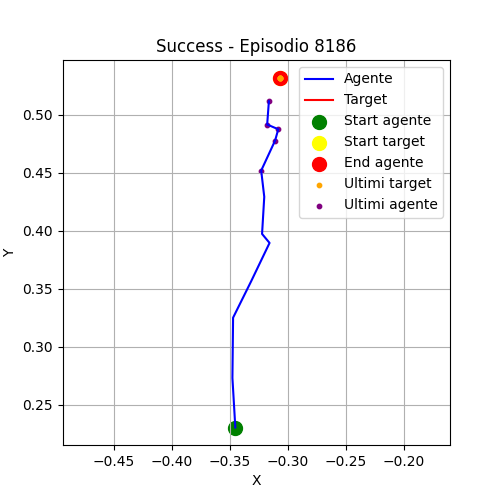 Success - Episodio 8186
Agente
Target
Start agente
Start target
End agente
Ultimi target
Ultimi agente
Y
0.50
0.45
0.40
0.35
0.30
0.25
−0.45 −0.40 −0.35 −0.30 −0.25 −0.20
X